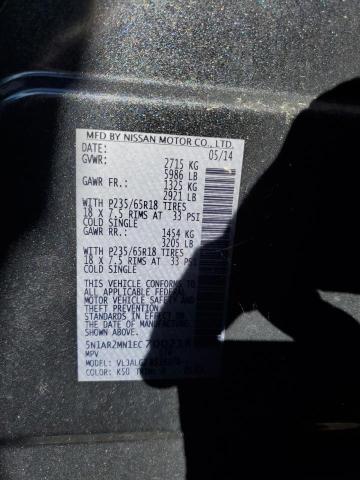 MFD BY NISSAN MOTOR CO., LTD.
DATE: 05/14
GVWR: 2715 KG
5986 LB
GAWR FR.: 1325 KG
2921 LB
WITH P235/65R18 TIRES
18 X 7.5 RIMS AT 33 PSI
COLD SINGLE
GAWR RR.: 1454 KG
3205 LB
WITH P235/65R18 TIRES
18 X 7.5 RIMS AT 33 PSI
COLD SINGLE
THIS VEHICLE CONFORMS TO
ALL APPLICABLE FEDERAL
MOTOR VEHICLE SAFETY AND
THEFT PREVENTION
STANDARDS IN EFFECT ON
THE DATE OF MANUFACTURE
SHOWN ABOVE.
MPV
MODEL:
COLOR: K50 TRIM: